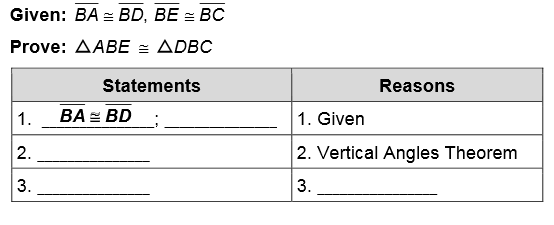 Given: BA ≅ BD, BE ≅ BC
Prove: △ABE ≅ △DBC
Statements Reasons
1. BA ≅ BD ; ____________ 1. Given
2. ____________ 2. Vertical Angles Theorem
3. ____________ 3. ____________